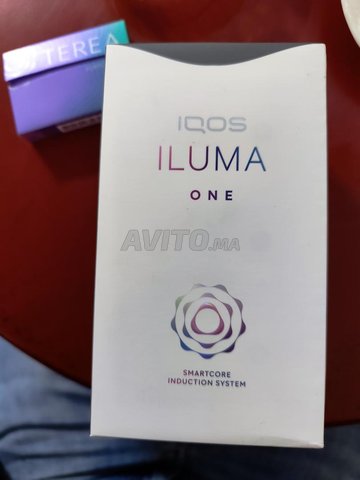 TEREA
IQOS
ILUMA
ONE
AVITO.ma
SMARTCORE
INDUCTION SYSTEM